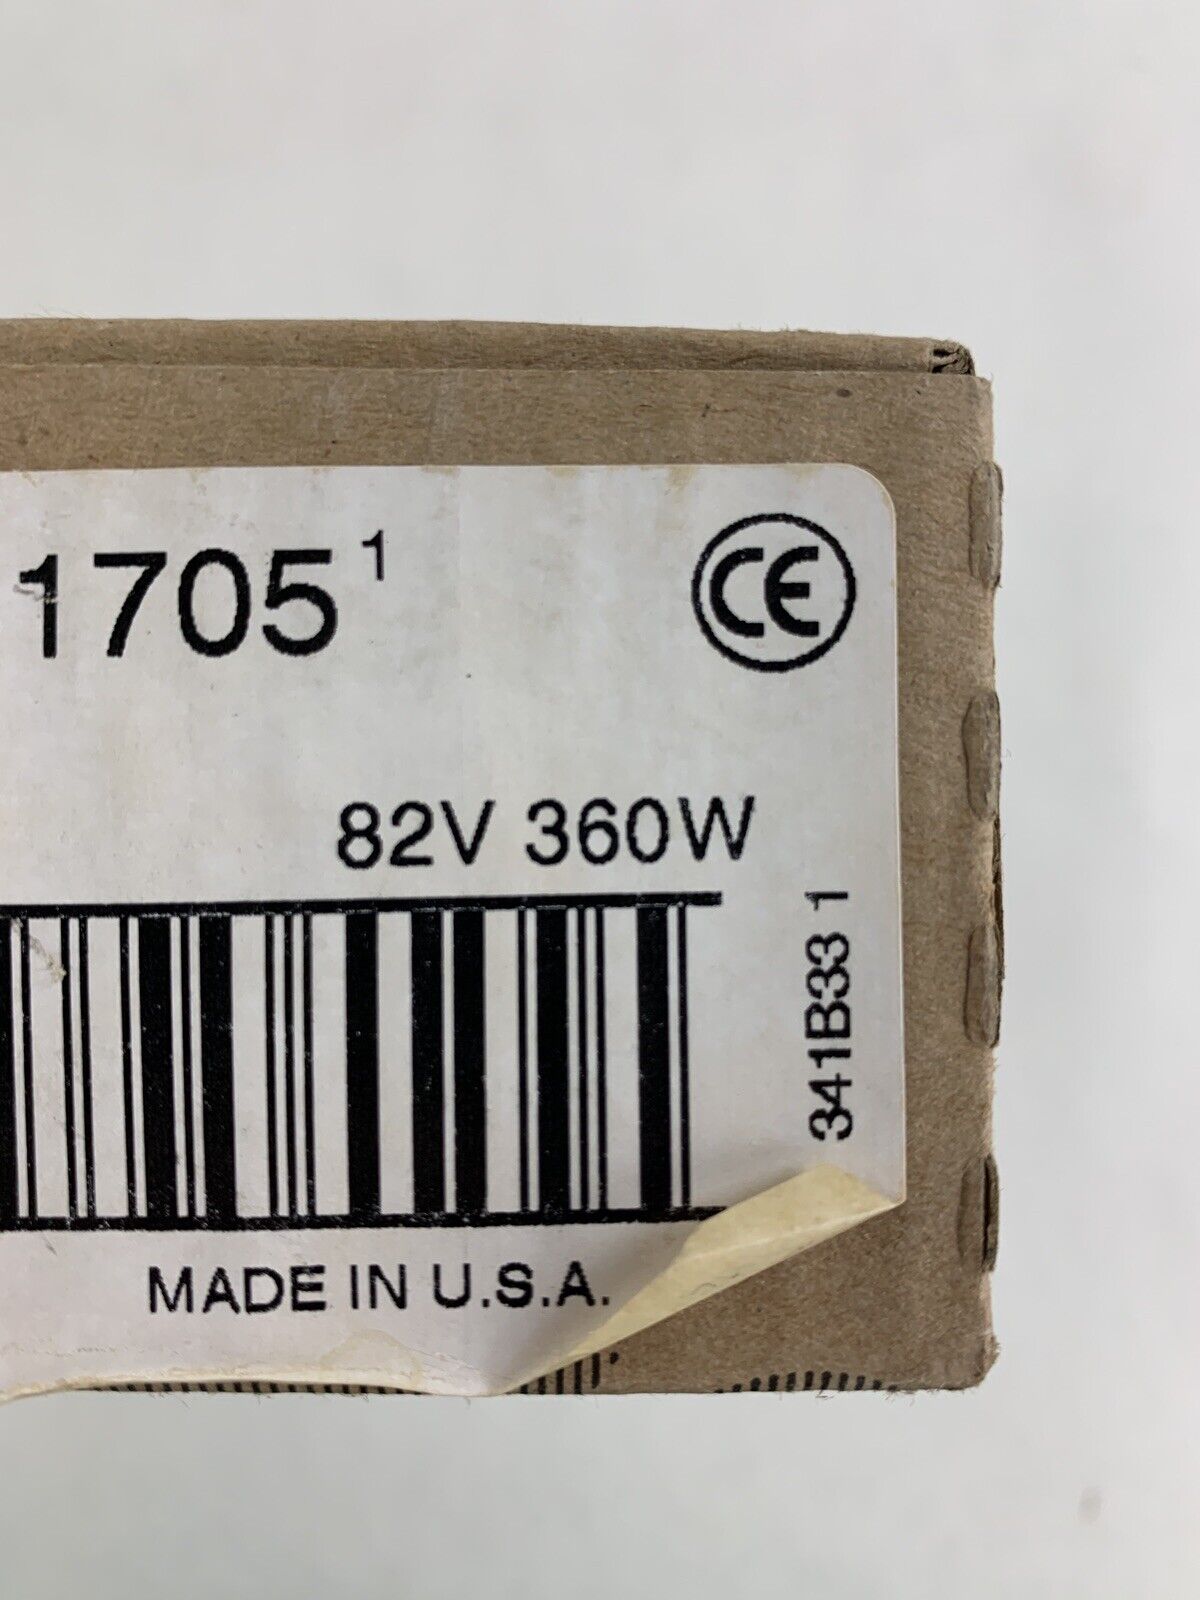 1705¹
CE
82V 360W
341B33 1
MADE IN U.S.A.